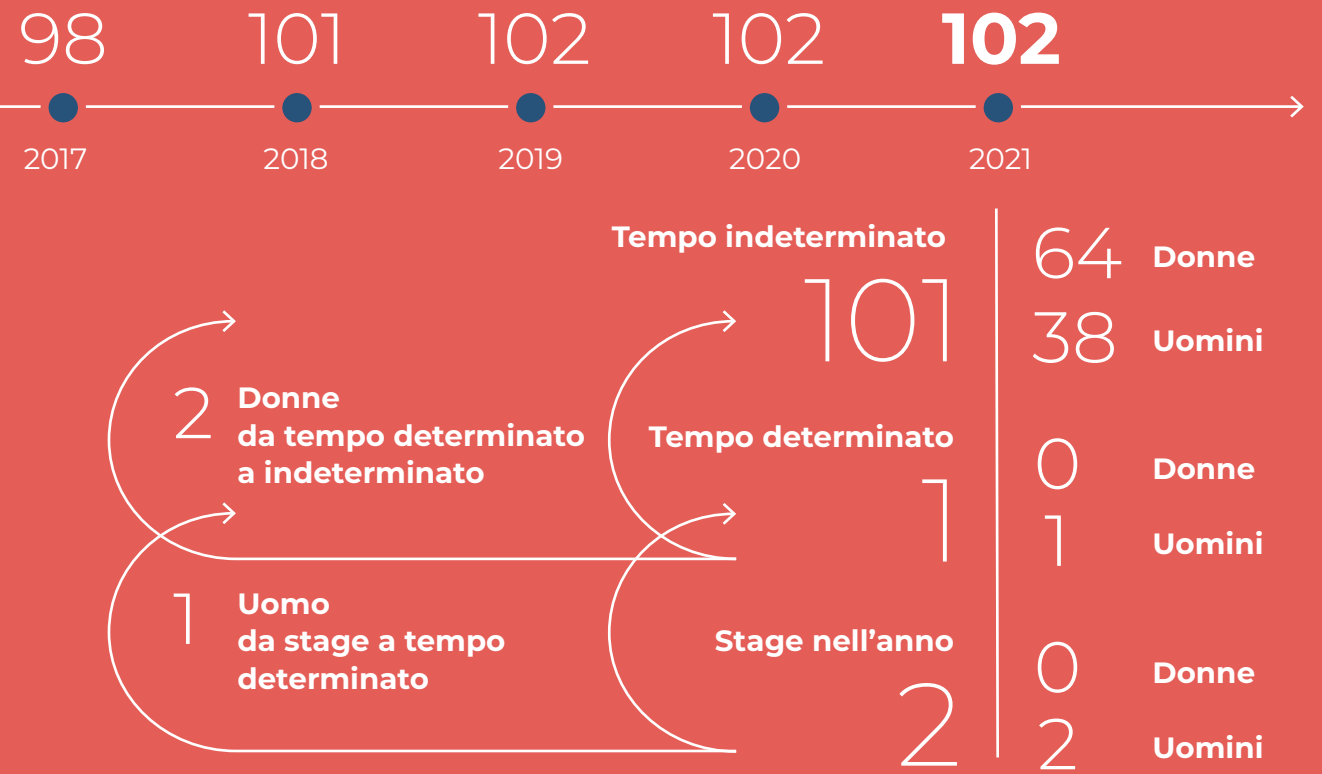 98 101 102 102 102
2017 2018 2019 2020 2021
Tempo indeterminato
101
64 Donne
38 Uomini
2 Donne
da tempo determinato
a indeterminato
Tempo determinato
1
0 Donne
1 Uomini
1 Uomo
da stage a tempo
determinato
Stage nell’anno
2
0 Donne
2 Uomini